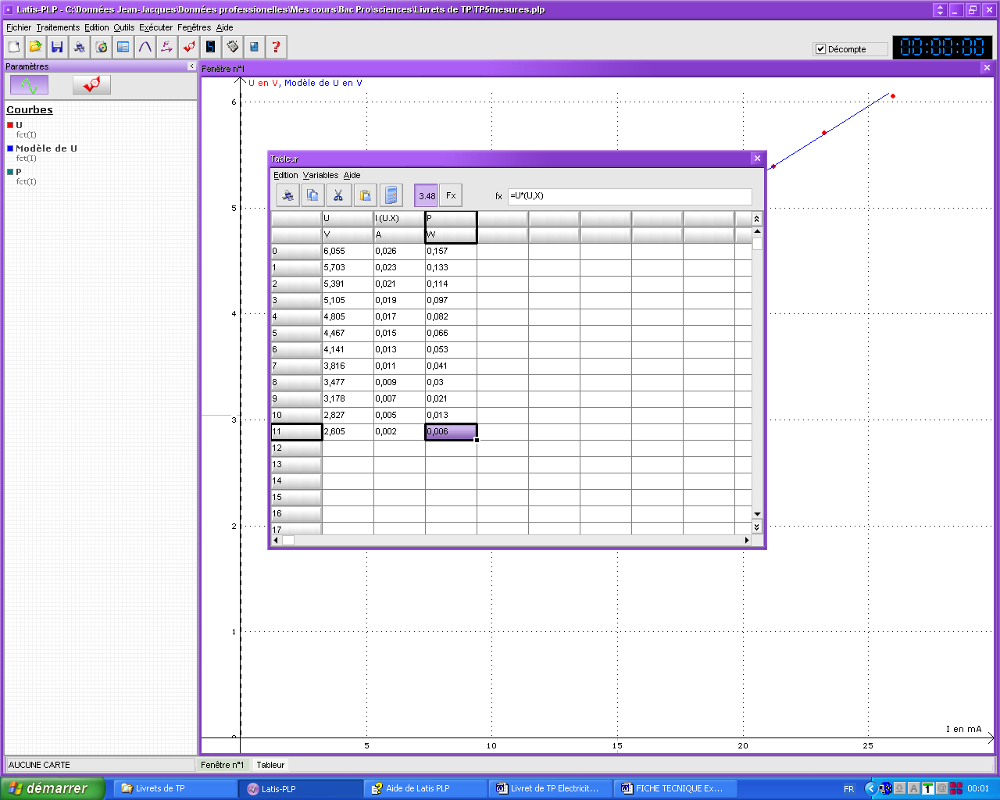 Latis-PLP - C:\Données Jean-Jacques\Données professionelles\Mes cours\Bac Pro\sciences\Livrets de TP\TP5mesures.plp
Fichier Traitements Edition Outils Exécuter Fenêtres Aide
Décompte 00:00:00
Paramètres
Fenêtre n°1
Courbes
U
fct(I)
Modèle de U
fct(I)
P
fct(I)
U en V, Modèle de U en V
6
5
4
3
2
1
0
5 10 15 20 25
I en mA
Tableur
Edition Variables Aide
3.48 Fx fx =U*(U,X)
U I (U.X) P
V A W
0 6,055 0,026 0,157
1 5,703 0,023 0,133
2 5,391 0,021 0,114
3 5,105 0,019 0,097
4 4,805 0,017 0,082
5 4,467 0,015 0,066
6 4,141 0,013 0,053
7 3,816 0,011 0,041
8 3,477 0,009 0,03
9 3,178 0,007 0,021
10 2,827 0,005 0,013
11 2,605 0,002 0,006
12
13
14
15
16
17
AUCUNE CARTE Fenêtre n°1 Tableur
démarrer Livrets de TP Latis-PLP Aide de Latis PLP Livret de TP Electricit... FICHE TECHNIQUE Ex... FR 00:01